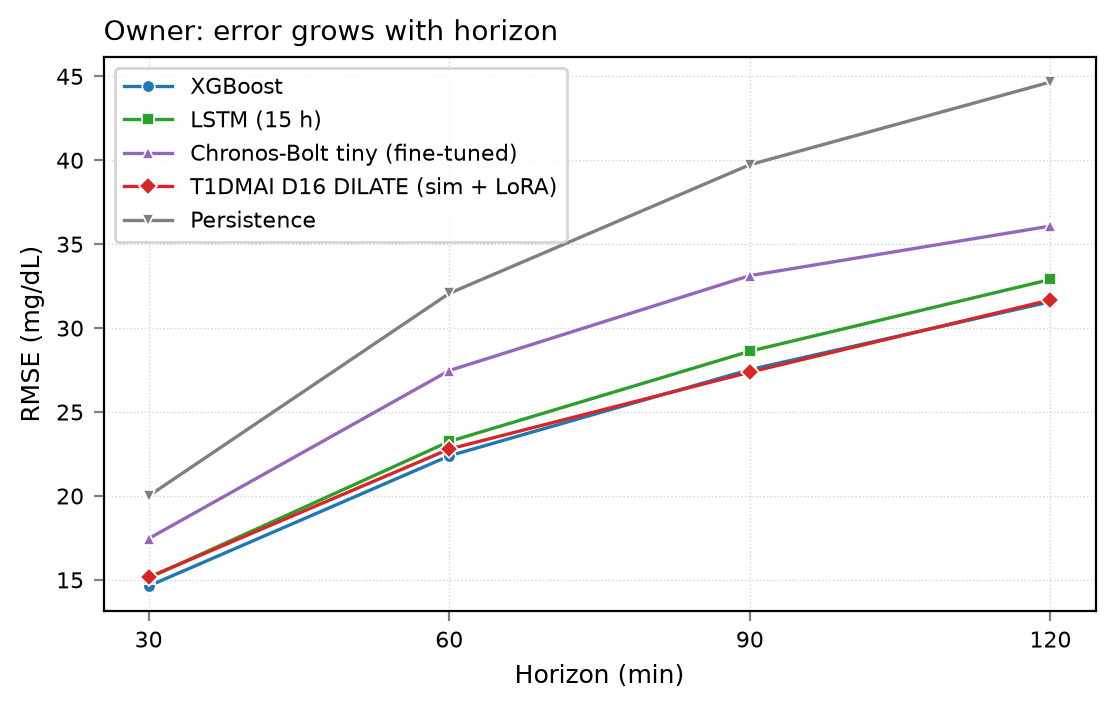 Owner: error grows with horizon
XGBoost
LSTM (15 h)
Chronos-Bolt tiny (fine-tuned)
T1DMAI D16 DILATE (sim + LoRA)
Persistence
45
40
35
30
25
20
15
RMSE (mg/dL)
30
60
90
120
Horizon (min)